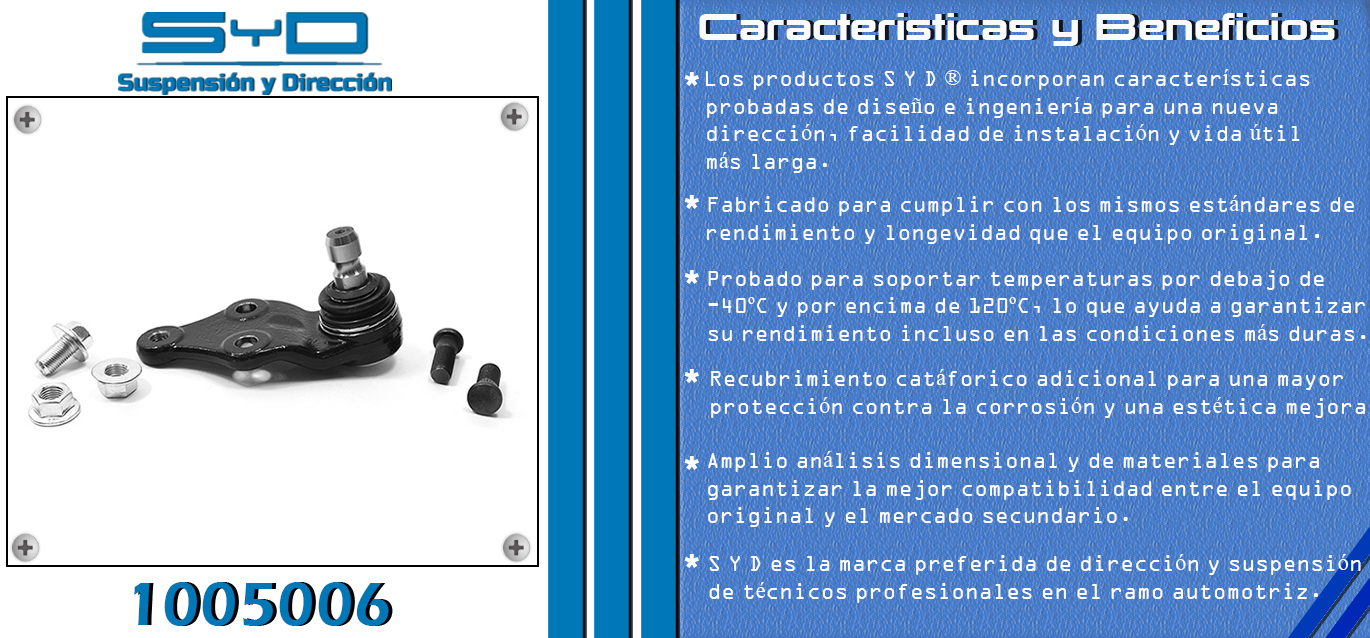 SYD
Suspensión y Dirección
1005006
Caracteristicas y Beneficios
* Los productos S Y D ® incorporan características
probadas de diseño e ingeniería para una nueva
dirección, facilidad de instalación y vida útil
más larga.
* Fabricado para cumplir con los mismos estándares de
rendimiento y longevidad que el equipo original.
* Probado para soportar temperaturas por debajo de
-40°C y por encima de 120°C, lo que ayuda a garantizar
su rendimiento incluso en las condiciones más duras.
* Recubrimiento catáforico adicional para una mayor
protección contra la corrosión y una estética mejora
* Amplio análisis dimensional y de materiales para
garantizar la mejor compatibilidad entre el equipo
original y el mercado secundario.
* S Y D es la marca preferida de dirección y suspensión
de técnicos profesionales en el ramo automotriz.